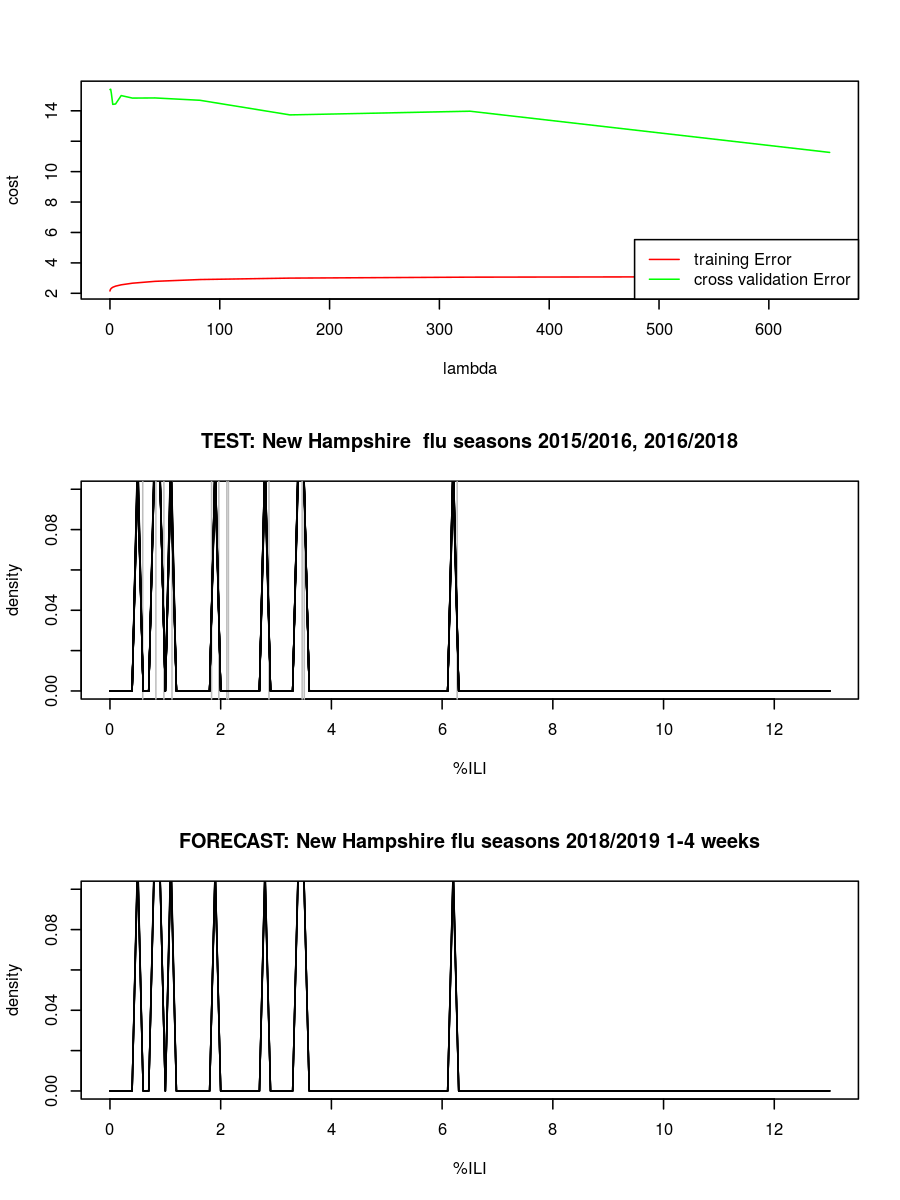 cost
14
10
8
6
4
2
training Error
cross validation Error
0 100 200 300 400 500 600
lambda
TEST: New Hampshire  flu seasons 2015/2016, 2016/2018
density
0.08
0.04
0.00
0 2 4 6 8 10 12
%ILI
FORECAST: New Hampshire flu seasons 2018/2019 1-4 weeks
density
0.08
0.04
0.00
0 2 4 6 8 10 12
%ILI